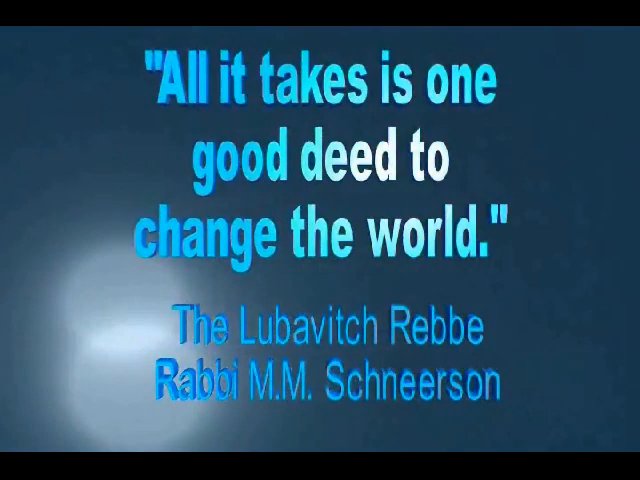 "All it takes is one
good deed to
change the world."
The Lubavitch Rebbe
Rabbi M.M. Schneerson